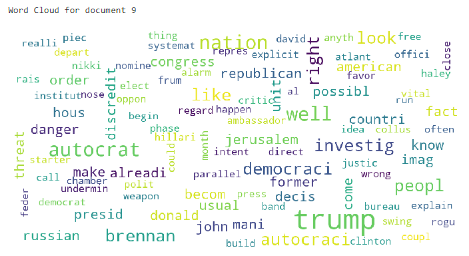 Word Cloud for document 9
realli piec thing systemat nation david anyth look free close
depart repres explicit right atlant offici
nikki nomine congress american haley
rais order alarm frum republican favor
discredit elect like unit possibl vital
institut nose oppon critic al run fact
hous regard happen well countri
danger begin ambassador idea collus often
threat autocrat phase hillari jerusalem investig know
starter make alreadi could month intent direct justic imag
call chamber parallel democraci wrong peopl
undermin polit former come
feder democrat weapon becom press decis bureau explain
presid donald usual band trump swing rogu
russian brennan john mani autocraci clinton coupl
build